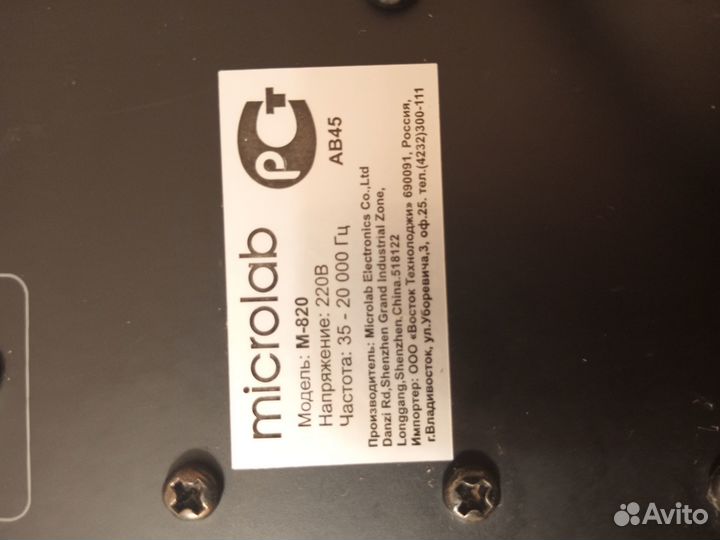 microlab
РСТ
АВ45
Модель: M-820
Напряжение: 220В
Частота: 35 - 20 000 Гц
Производитель: Microlab Electronics Co.,Ltd
Danzi Rd,Shenzhen Grand Industrial Zone,
Longgang,Shenzhen,China.518122
Импортер: ООО «Восток Технолоджи» 690091, Россия,
г.Владивосток, ул.Уборевича,3, оф.25. тел.(4232)300-111
Avito